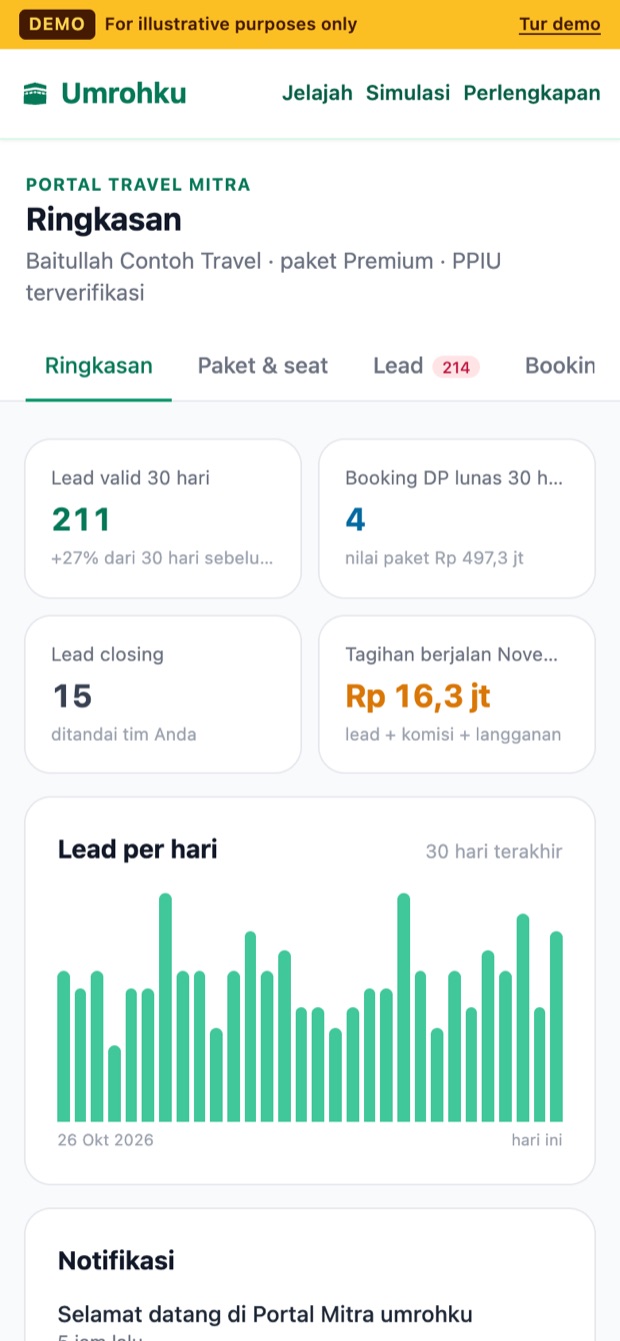 DEMO For illustrative purposes only Tur demo
Umrohku Jelajah Simulasi Perlengkapan
PORTAL TRAVEL MITRA
Ringkasan
Baitullah Contoh Travel · paket Premium · PPIU
terverifikasi
Ringkasan Paket & seat Lead 214 Bookin
Lead valid 30 hari
211
+27% dari 30 hari sebelu...
Booking DP lunas 30 h...
4
nilai paket Rp 497,3 jt
Lead closing
15
ditandai tim Anda
Tagihan berjalan Nove...
Rp 16,3 jt
lead + komisi + langganan
Lead per hari 30 hari terakhir
26 Okt 2026 hari ini
Notifikasi
Selamat datang di Portal Mitra umrohku
5 jam lalu